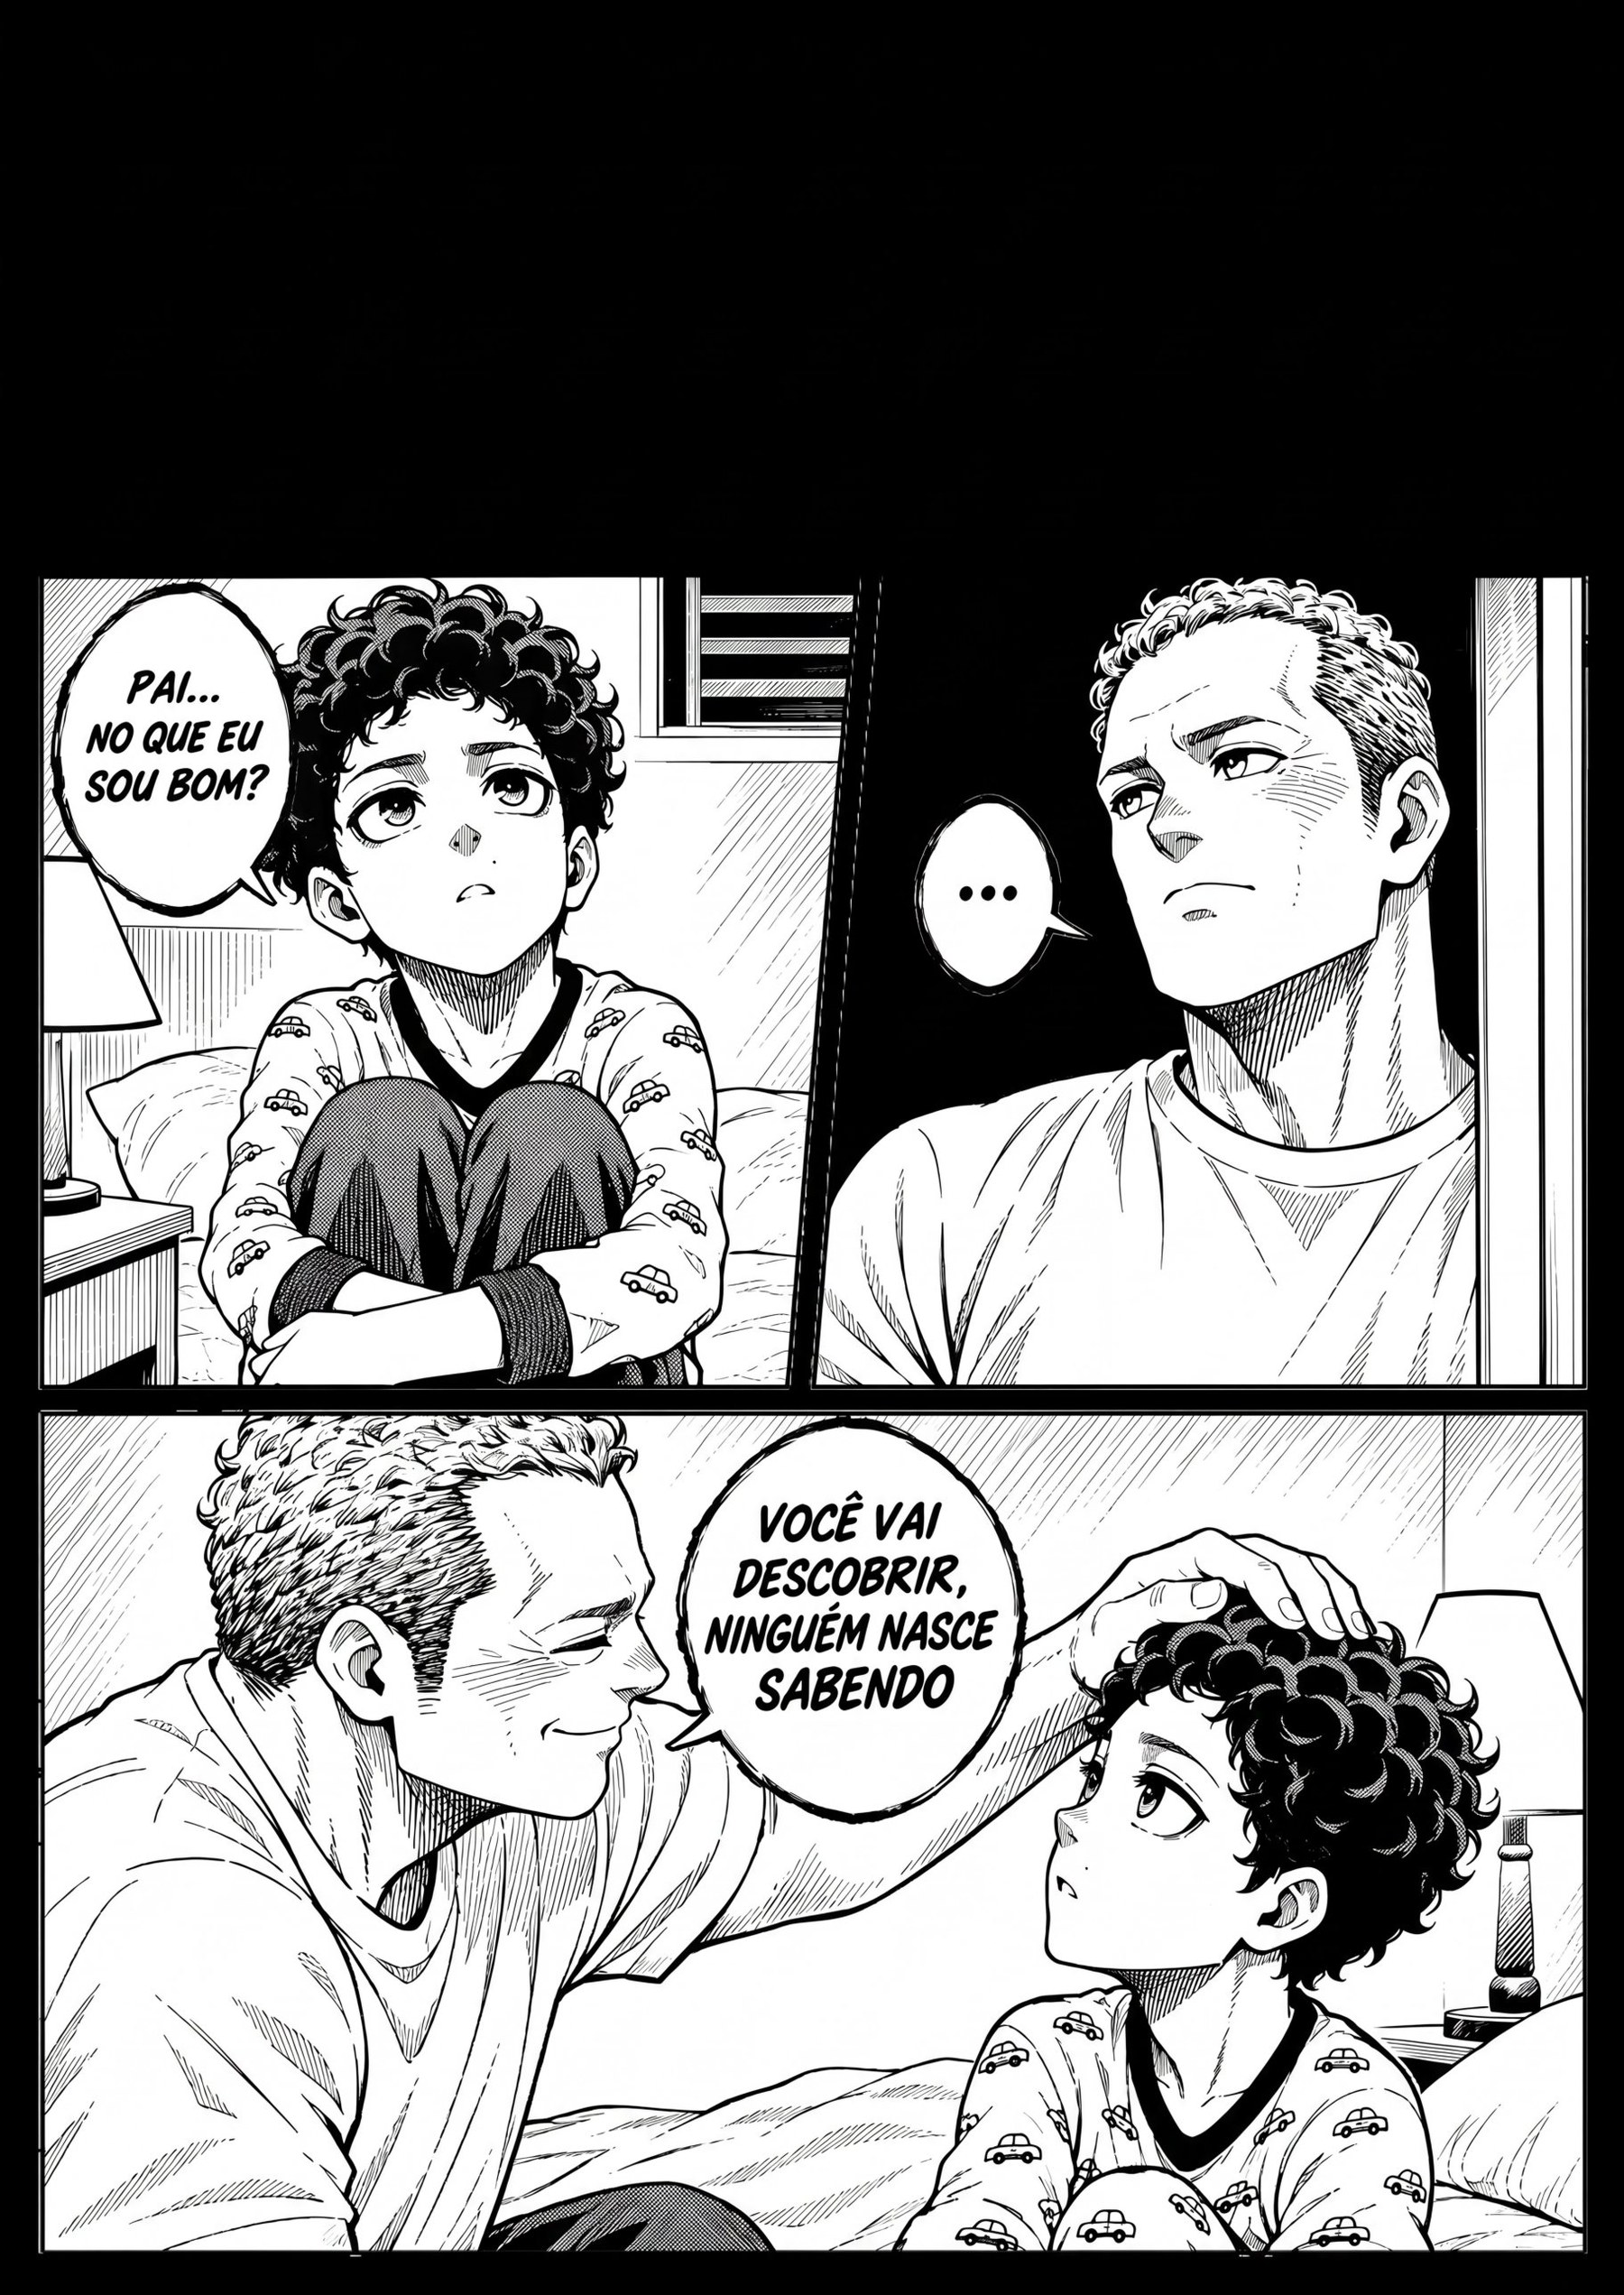 PAI...
NO QUE EU
SOU BOM?
...
VOCÊ VAI
DESCOBRIR,
NINGUÉM NASCE
SABENDO